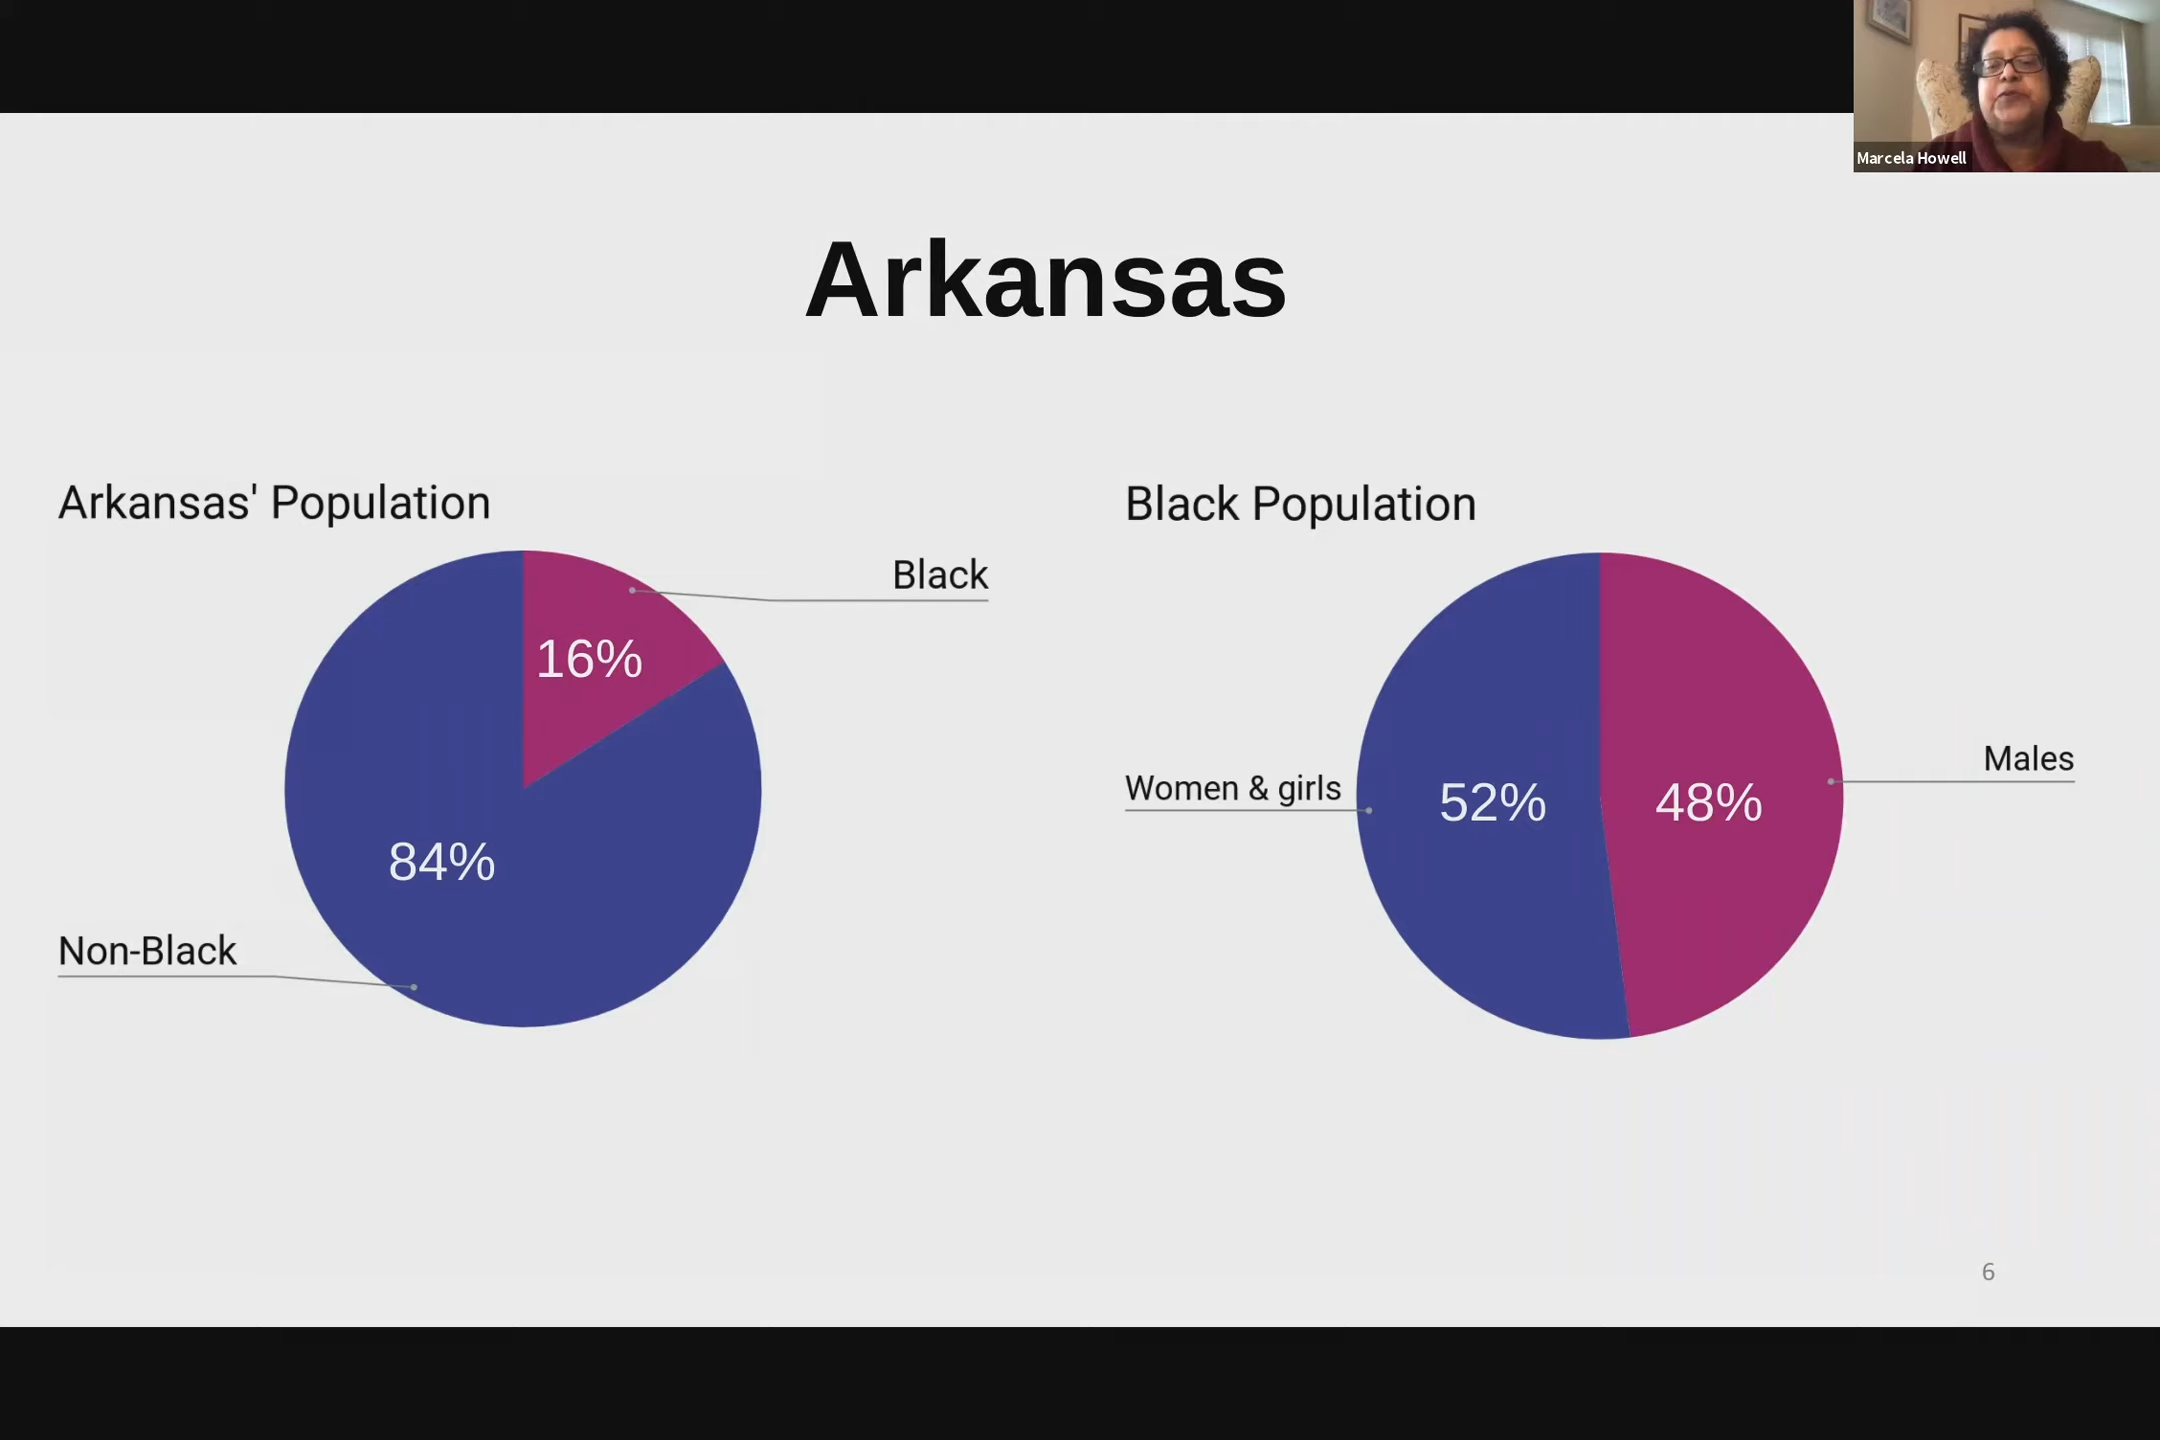 Marcela Howell
Arkansas
Arkansas' Population
Black
16%
84%
Non-Black
Black Population
Women & girls
52%
48%
Males
6